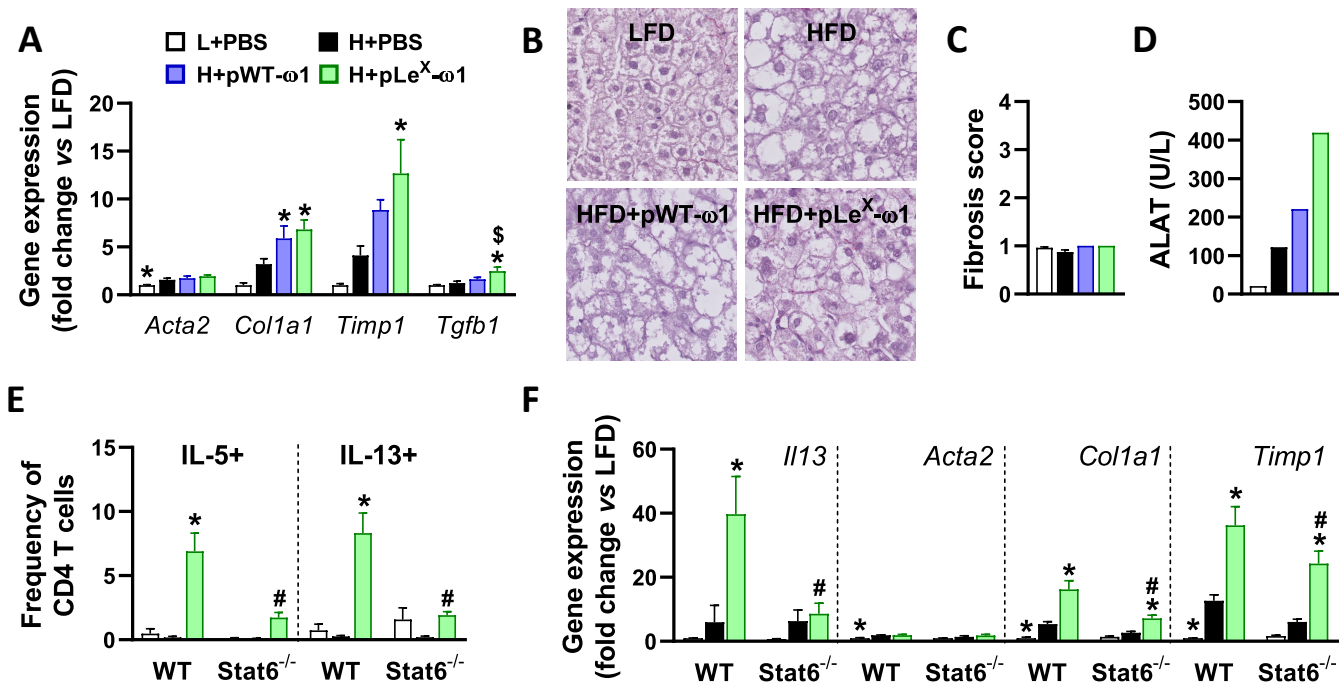 A
L+PBS H+PBS
H+pWT-ω1 H+pLeX-ω1
Gene expression
(fold change vs LFD)
20
15
10
5
0
Acta2 Col1a1 Timp1 Tgfb1
* * * * $ *
B
LFD HFD
HFD+pWT-ω1 HFD+pLeX-ω1
C
Fibrosis score
4
3
2
1
0
D
ALAT (U/L)
500
400
300
200
100
0
E
Frequency of
CD4 T cells
15
10
5
0
IL-5+ IL-13+
* # * #
WT Stat6-/- WT Stat6-/-
F
Gene expression
(fold change vs LFD)
60
40
20
0
Il13 Acta2 Col1a1 Timp1
* # * * * # * * * # *
WT Stat6-/- WT Stat6-/- WT Stat6-/- WT Stat6-/-